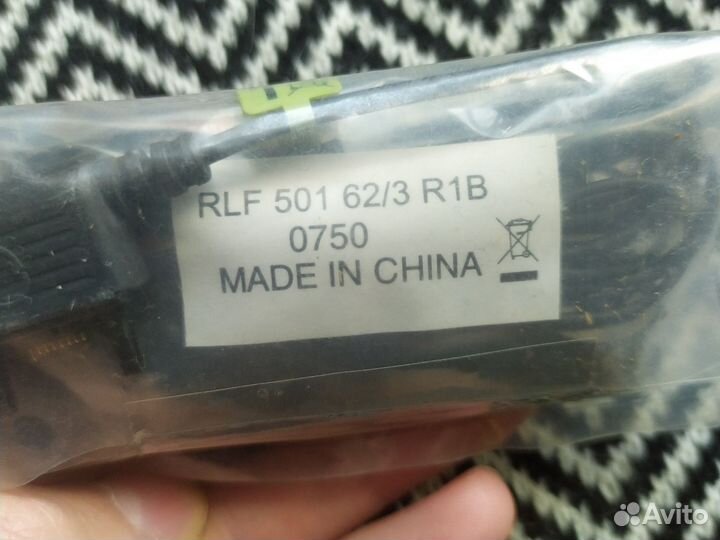 RLF 501 62/3 R1B
0750
MADE IN CHINA
Avito